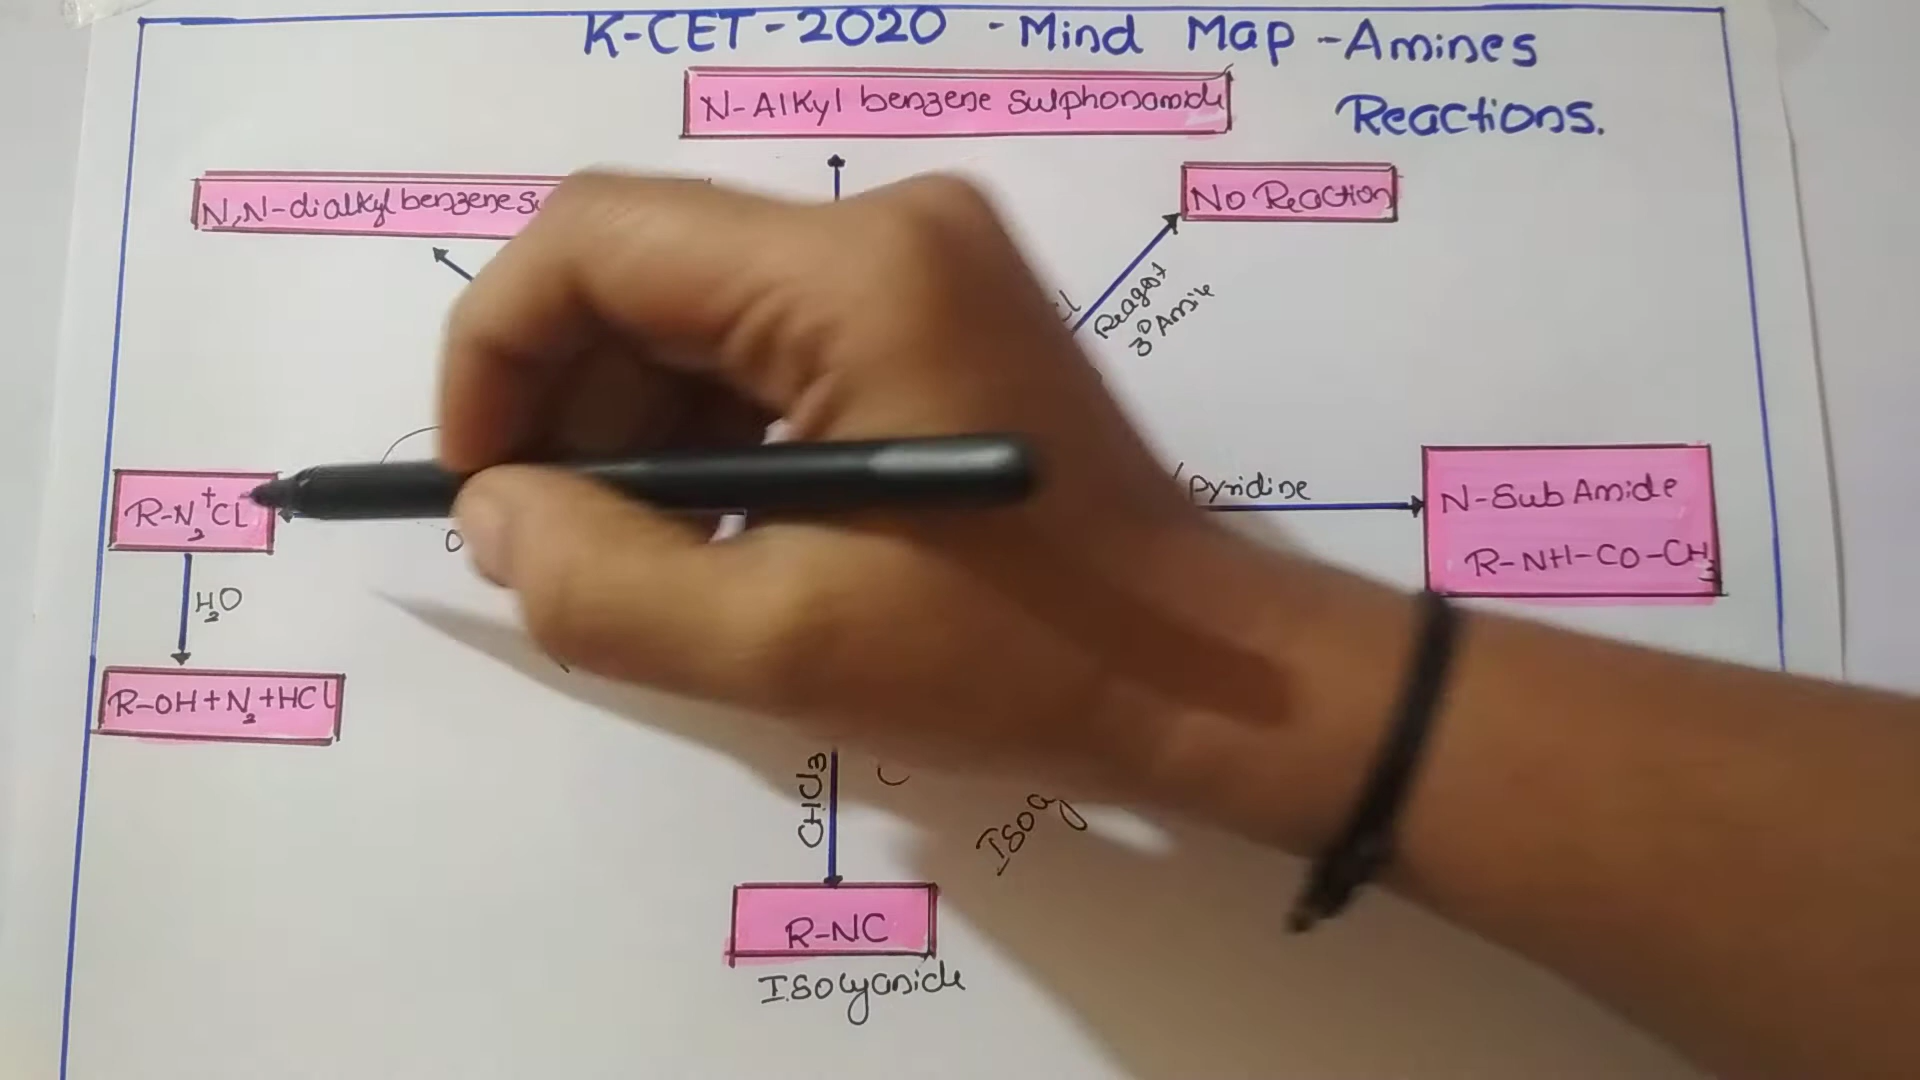 K-CET-2020 - Mind Map - Amines
Reactions.
N-Alkyl benzene Sulphonamide
N,N-dialkyl benzene
No Reaction
Reagent
3° Amine
Pyridine
R-N₂⁺Cl
N-Sub Amide
R-NH-CO-CH₃
H₂O
R-OH+N₂+HCl
CHCl₃
R-NC
Isocyanide